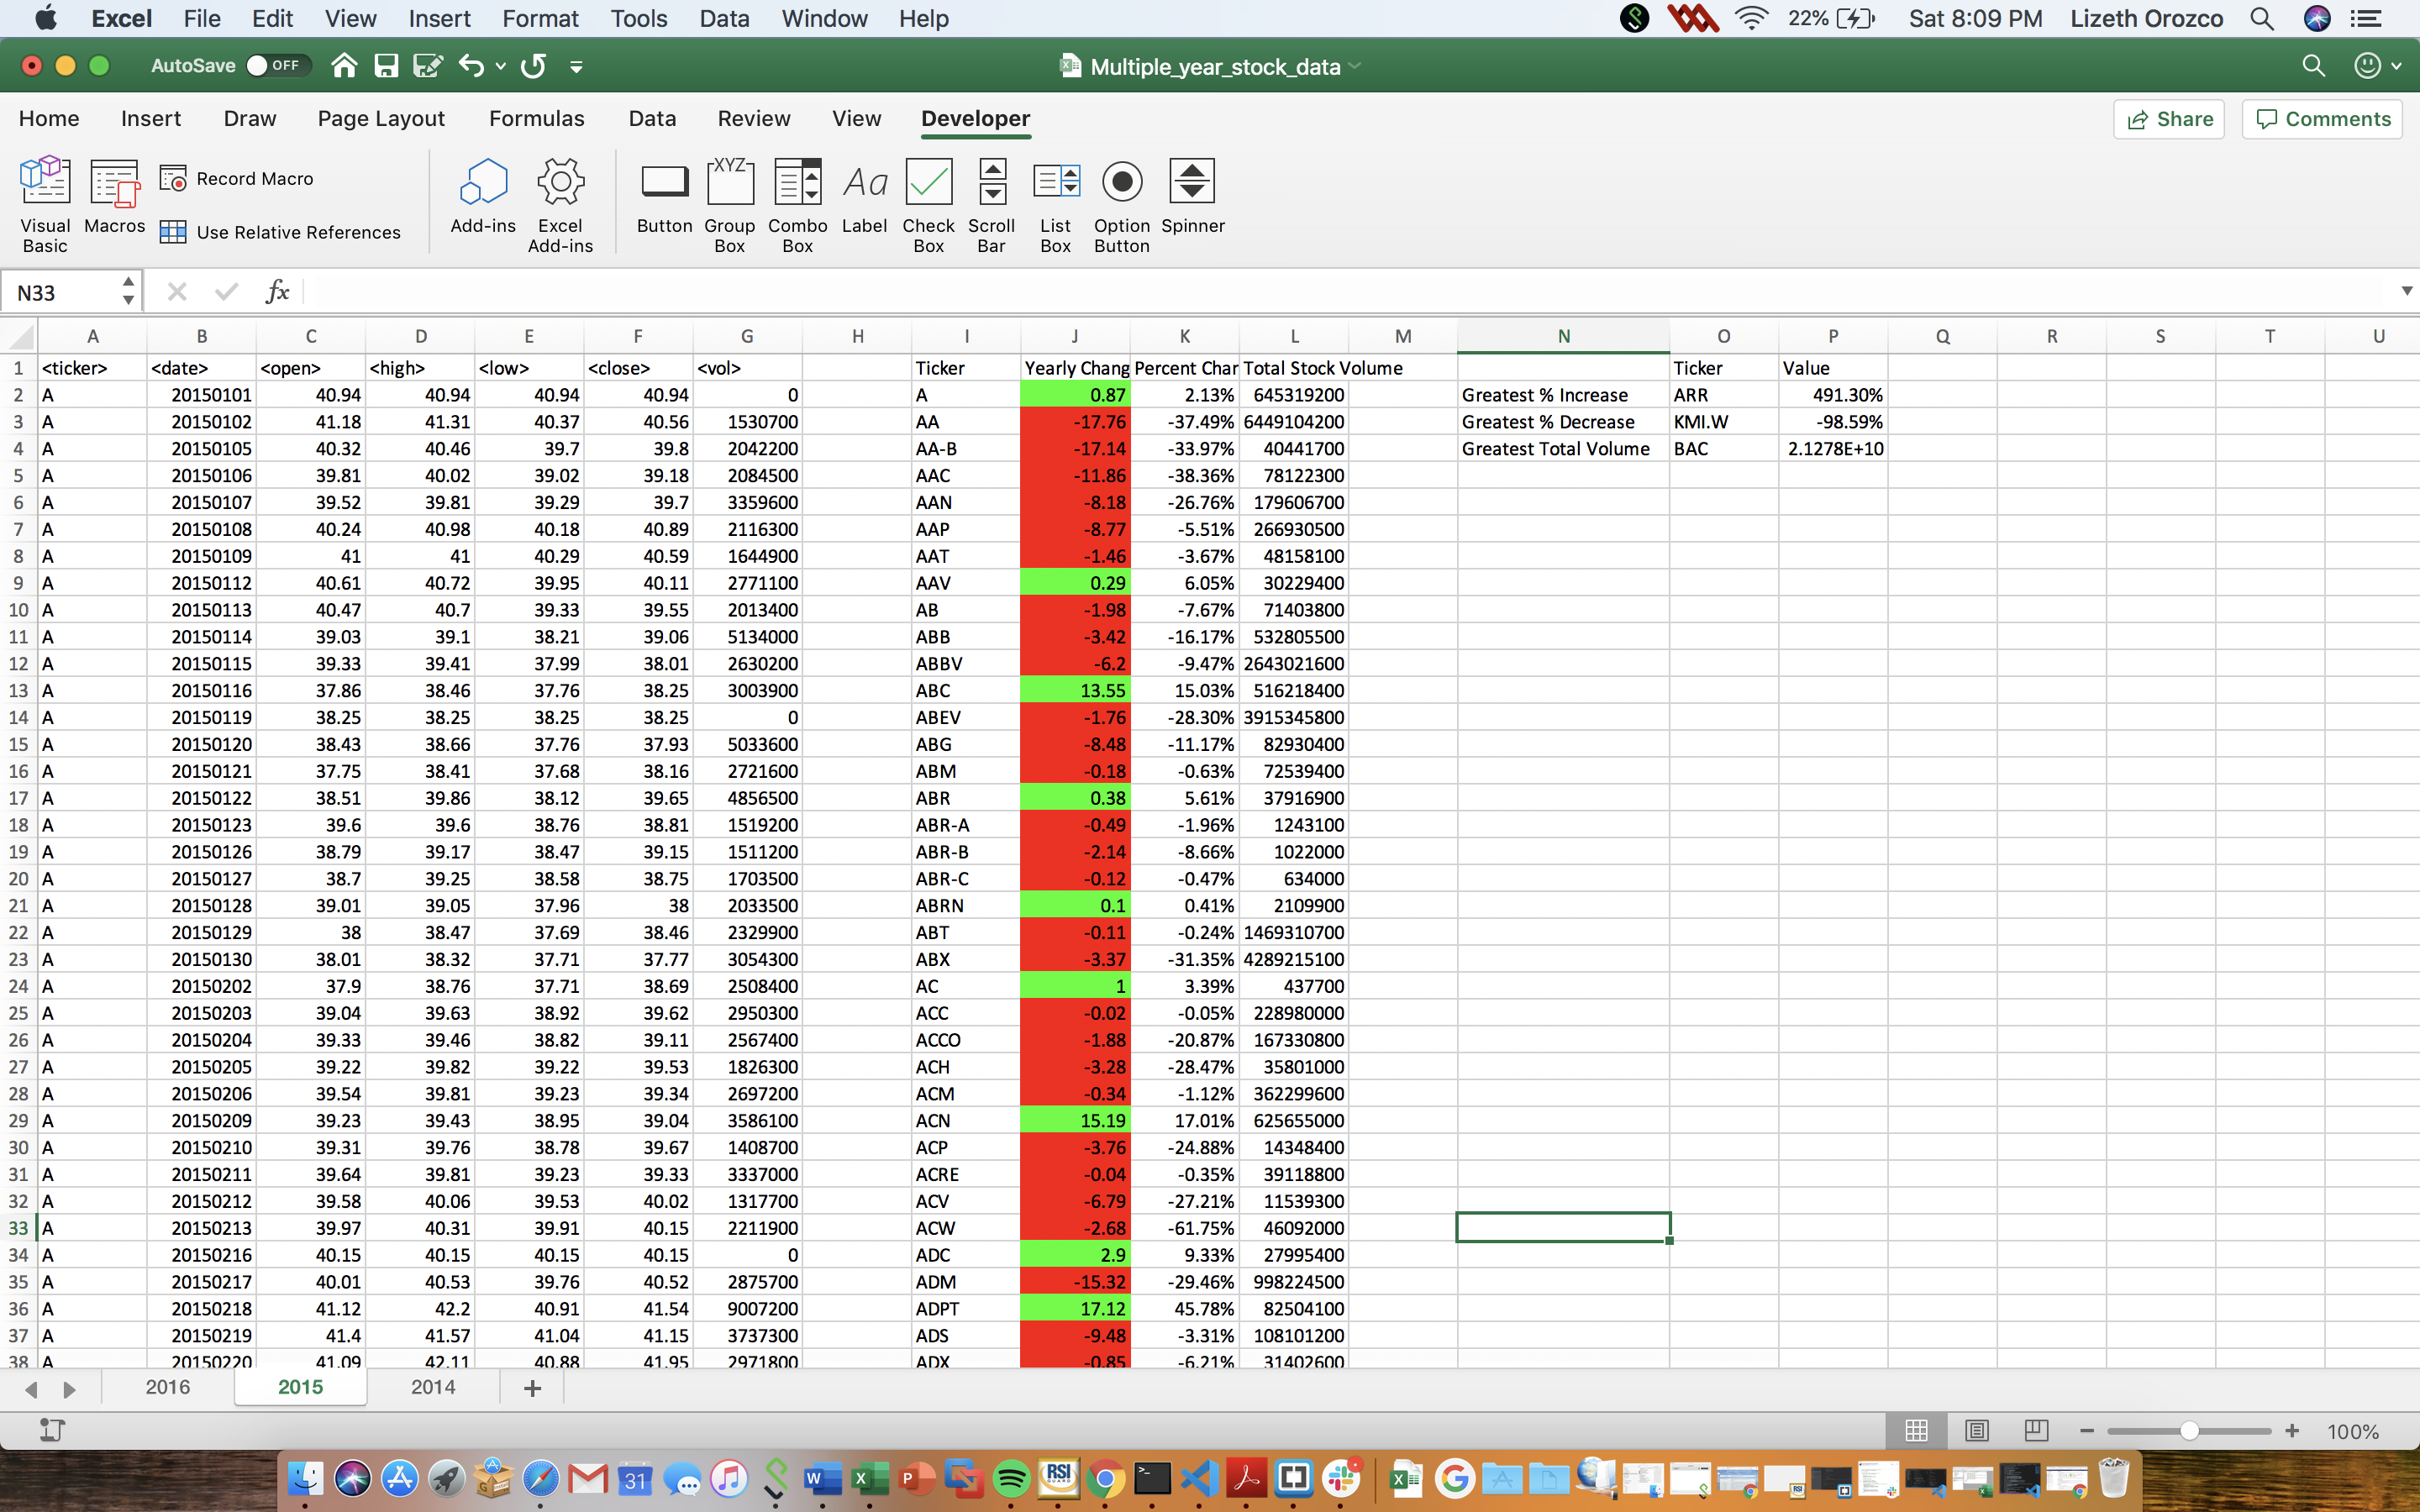 Excel File Edit View Insert Format Tools Data Window Help 22% Sat 8:09 PM Lizeth Orozco
AutoSave OFF Multiple_year_stock_data
Home Insert Draw Page Layout Formulas Data Review View Developer Share Comments
Visual Basic Macros Record Macro Use Relative References Add-ins Excel Add-ins Button Group Box Combo Box Label Check Box Scroll Bar List Box Option Button Spinner
N33 fx
A B C D E F G H I J K L M N O P Q R S T U
1 <ticker> <date> <open> <high> <low> <close> <vol> Ticker Yearly Chang Percent Char Total Stock Volume Ticker Value
2 A 20150101 40.94 40.94 40.94 40.94 0 A 0.87 2.13% 645319200 Greatest % Increase ARR 491.30%
3 A 20150102 41.18 41.31 40.37 40.56 1530700 AA -17.76 -37.49% 6449104200 Greatest % Decrease KMI.W -98.59%
4 A 20150105 40.32 40.46 39.7 39.8 2042200 AA-B -17.14 -33.97% 40441700 Greatest Total Volume BAC 2.1278E+10
5 A 20150106 39.81 40.02 39.02 39.18 2084500 AAC -11.86 -38.36% 78122300
6 A 20150107 39.52 39.81 39.29 39.7 3359600 AAN -8.18 -26.76% 179606700
7 A 20150108 40.24 40.98 40.18 40.89 2116300 AAP -8.77 -5.51% 266930500
8 A 20150109 41 41 40.29 40.59 1644900 AAT -1.46 -3.67% 48158100
9 A 20150112 40.61 40.72 39.95 40.11 2771100 AAV 0.29 6.05% 30229400
10 A 20150113 40.47 40.7 39.33 39.55 2013400 AB -1.98 -7.67% 71403800
11 A 20150114 39.03 39.1 38.21 39.06 5134000 ABB -3.42 -16.17% 532805500
12 A 20150115 39.33 39.41 37.99 38.01 2630200 ABBV -6.2 -9.47% 2643021600
13 A 20150116 37.86 38.46 37.76 38.25 3003900 ABC 13.55 15.03% 516218400
14 A 20150119 38.25 38.25 38.25 38.25 0 ABEV -1.76 -28.30% 3915345800
15 A 20150120 38.43 38.66 37.76 37.93 5033600 ABG -8.48 -11.17% 82930400
16 A 20150121 37.75 38.41 37.68 38.16 2721600 ABM -0.18 -0.63% 72539400
17 A 20150122 38.51 39.86 38.12 39.65 4856500 ABR 0.38 5.61% 37916900
18 A 20150123 39.6 39.6 38.76 38.81 1519200 ABR-A -0.49 -1.96% 1243100
19 A 20150126 38.79 39.17 38.47 39.15 1511200 ABR-B -2.14 -8.66% 1022000
20 A 20150127 38.7 39.25 38.58 38.75 1703500 ABR-C -0.12 -0.47% 634000
21 A 20150128 39.01 39.05 37.96 38 2033500 ABRN 0.1 0.41% 2109900
22 A 20150129 38 38.47 37.69 38.46 2329900 ABT -0.11 -0.24% 1469310700
23 A 20150130 38.01 38.32 37.71 37.77 3054300 ABX -3.37 -31.35% 4289215100
24 A 20150202 37.9 38.76 37.71 38.69 2508400 AC 1 3.39% 437700
25 A 20150203 39.04 39.63 38.92 39.62 2950300 ACC -0.02 -0.05% 228980000
26 A 20150204 39.33 39.46 38.82 39.11 2567400 ACCO -1.88 -20.87% 167330800
27 A 20150205 39.22 39.82 39.22 39.53 1826300 ACH -3.28 -28.47% 35801000
28 A 20150206 39.54 39.81 39.23 39.34 2697200 ACM -0.34 -1.12% 362299600
29 A 20150209 39.23 39.43 38.95 39.04 3586100 ACN 15.19 17.01% 625655000
30 A 20150210 39.31 39.76 38.78 39.67 1408700 ACP -3.76 -24.88% 14348400
31 A 20150211 39.64 39.81 39.23 39.33 3337000 ACRE -0.04 -0.35% 39118800
32 A 20150212 39.58 40.06 39.53 40.02 1317700 ACV -6.79 -27.21% 11539300
33 A 20150213 39.97 40.31 39.91 40.15 2211900 ACW -2.68 -61.75% 46092000
34 A 20150216 40.15 40.15 40.15 40.15 0 ADC 2.9 9.33% 27995400
35 A 20150217 40.01 40.53 39.76 40.52 2875700 ADM -15.32 -29.46% 998224500
36 A 20150218 41.12 42.2 40.91 41.54 9007200 ADPT 17.12 45.78% 82504100
37 A 20150219 41.4 41.57 41.04 41.15 3737300 ADS -9.48 -3.31% 108101200
38 A 20150220 41.09 42.11 40.88 41.95 2971800 ADX -0.85 -6.21% 31402600
2016 2015 2014
100%